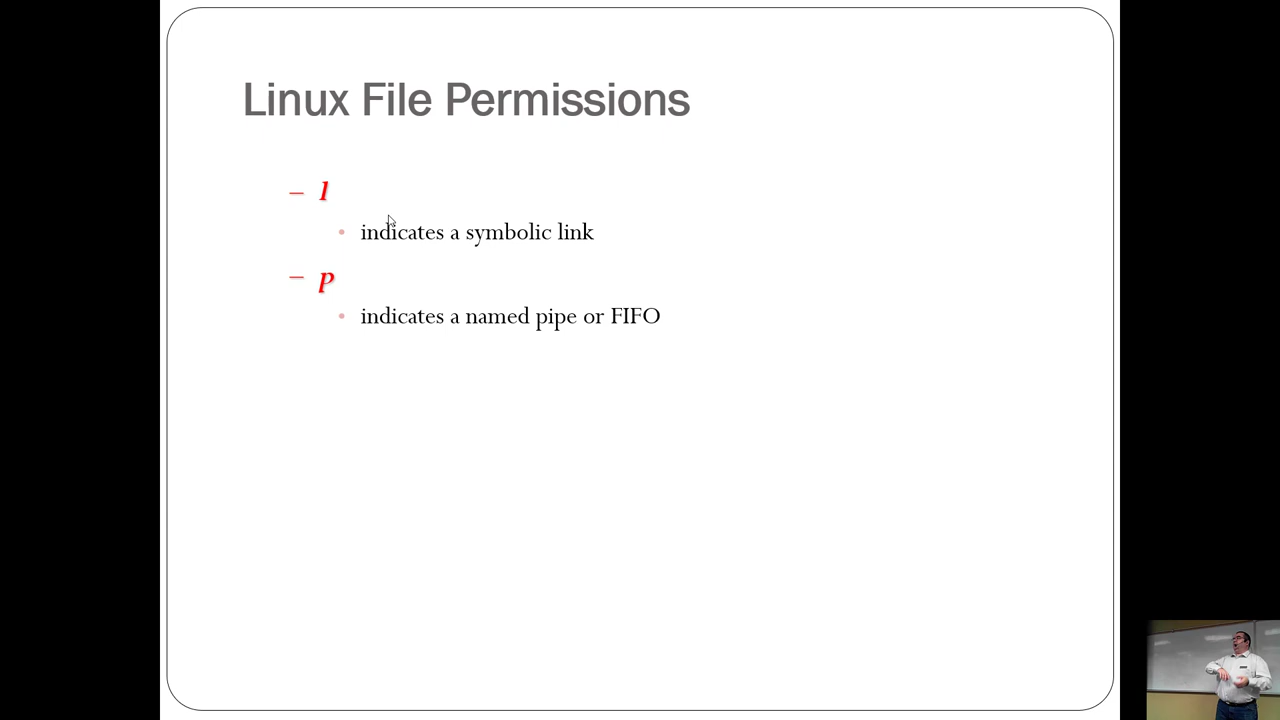 Linux File Permissions
– l
• indicates a symbolic link
– p
• indicates a named pipe or FIFO